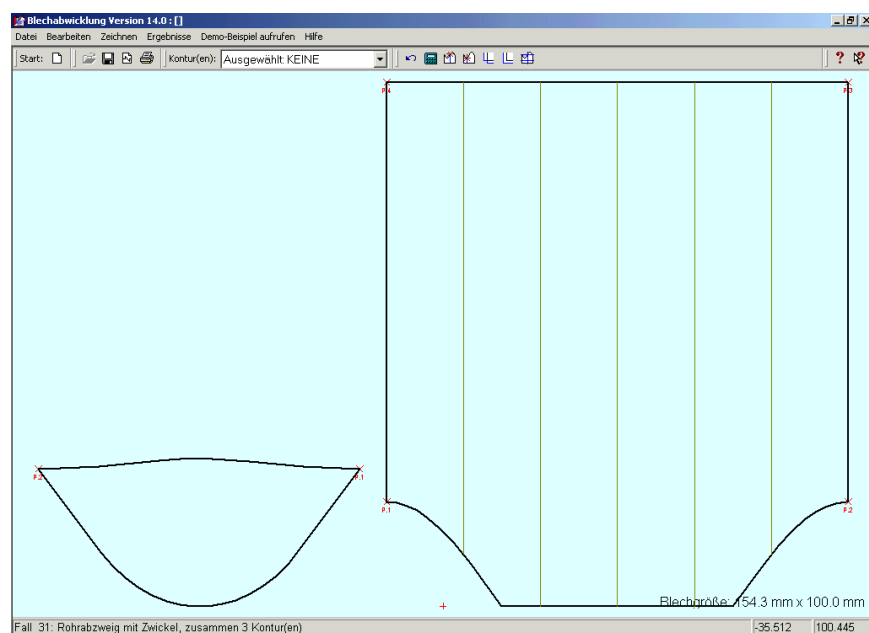 Blechabwicklung Version 14.0 : []
Datei Bearbeiten Zeichnen Ergebnisse Demo-Beispiel aufrufen Hilfe
Start: Kontur(en): Ausgewählt: KEINE
P.4 P.3
P.2 P.1
P.1 P.2
Blechgröße: 154.3 mm x 100.0 mm
Fall 31: Rohrabzweig mit Zwickel, zusammen 3 Kontur(en) -35.512 100.445